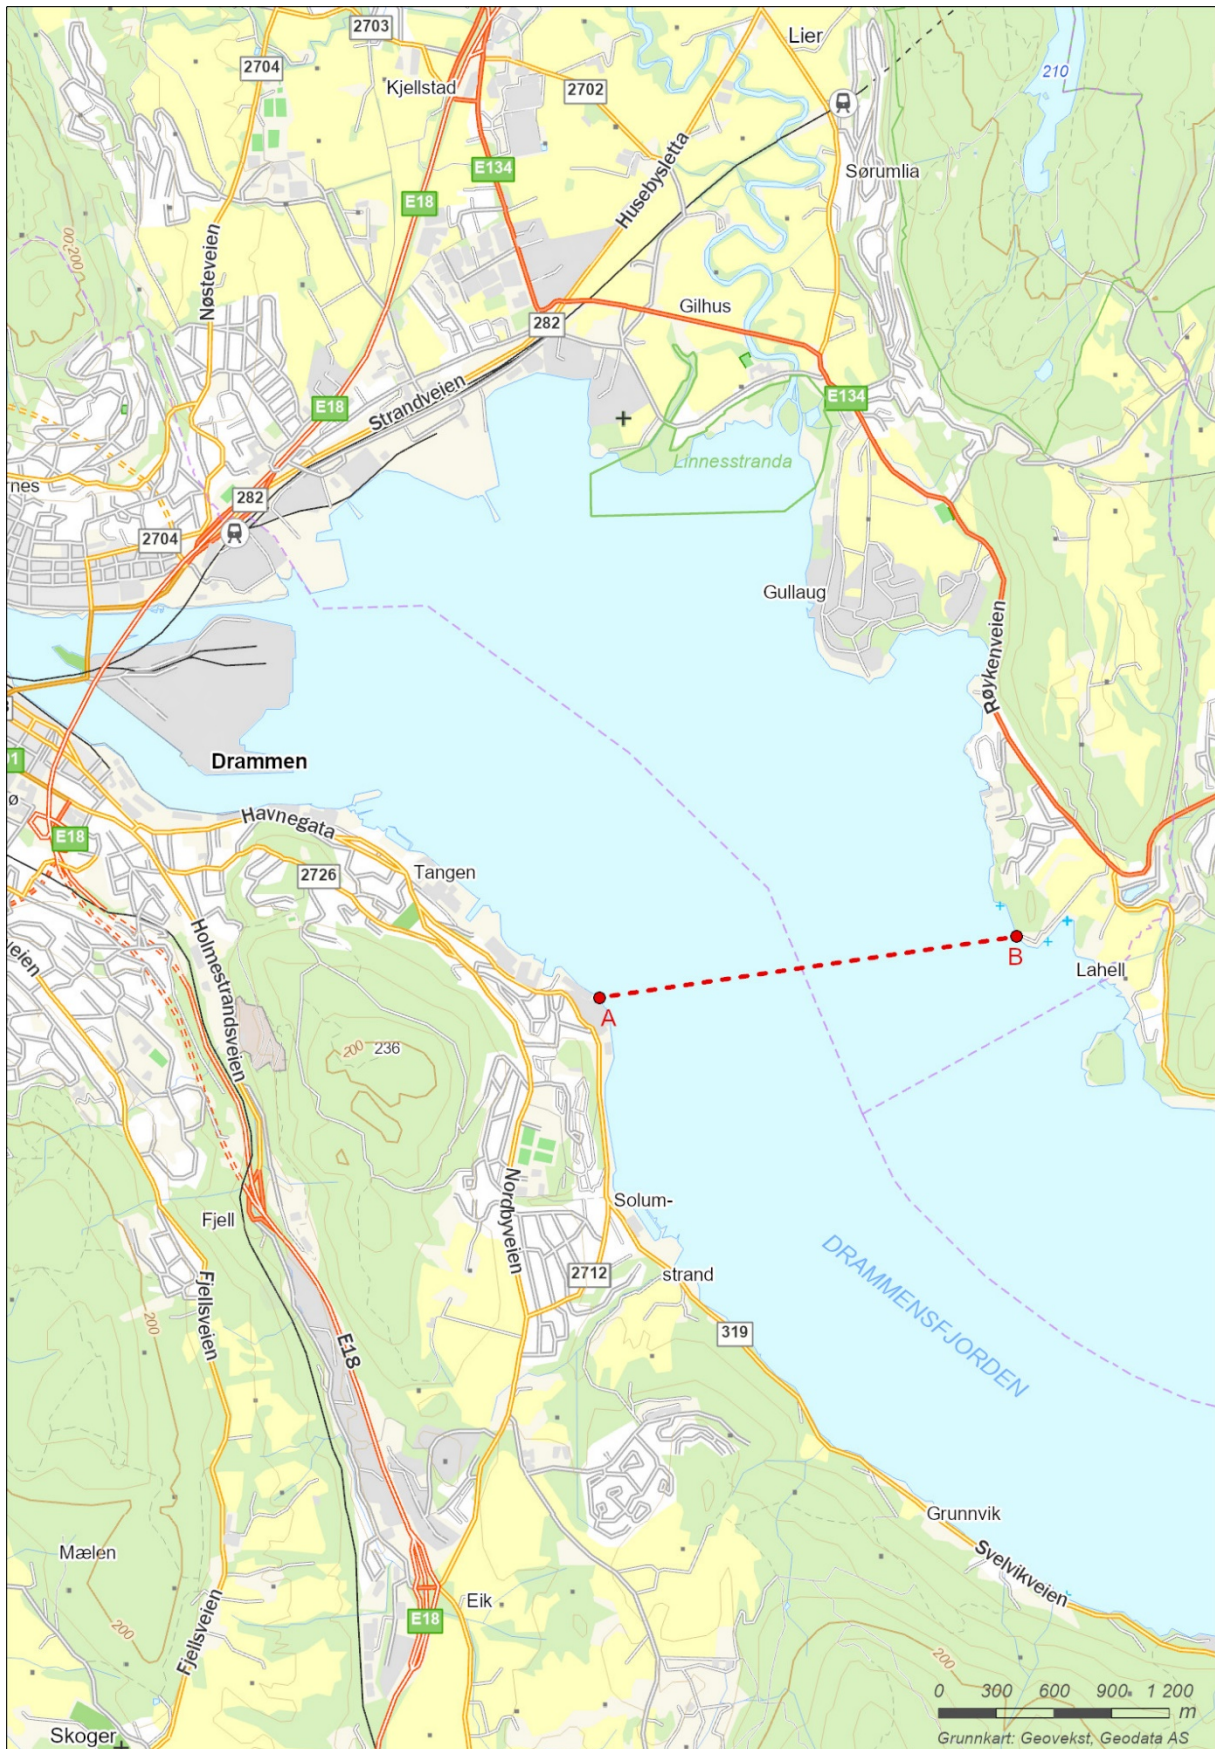 2703
Lier
2704
210
Kjellstad
2702
E134
Sørumlia
E18
Husebysletta
Nøsteveien
Gilhus
282
E134
E18
Strandveien
Linnesstranda
rnes
282
2704
Gullaug
Røykenveien
Drammen
E18
Havnegata
Tangen
2726
Holmestrandsveien
veien
B
Lahell
A
200
236
Fjell
Nordbyveien
Solum-
strand
2712
DRAMMENSFJORDEN
319
Fjellsveien
200
E18
Grunnvik
Svelvikveien
Mælen
200
Fjellsveien
Eik
E18
200
Skoger
0 300 600 900 1 200
m
Grunnkart: Geovekst, Geodata AS